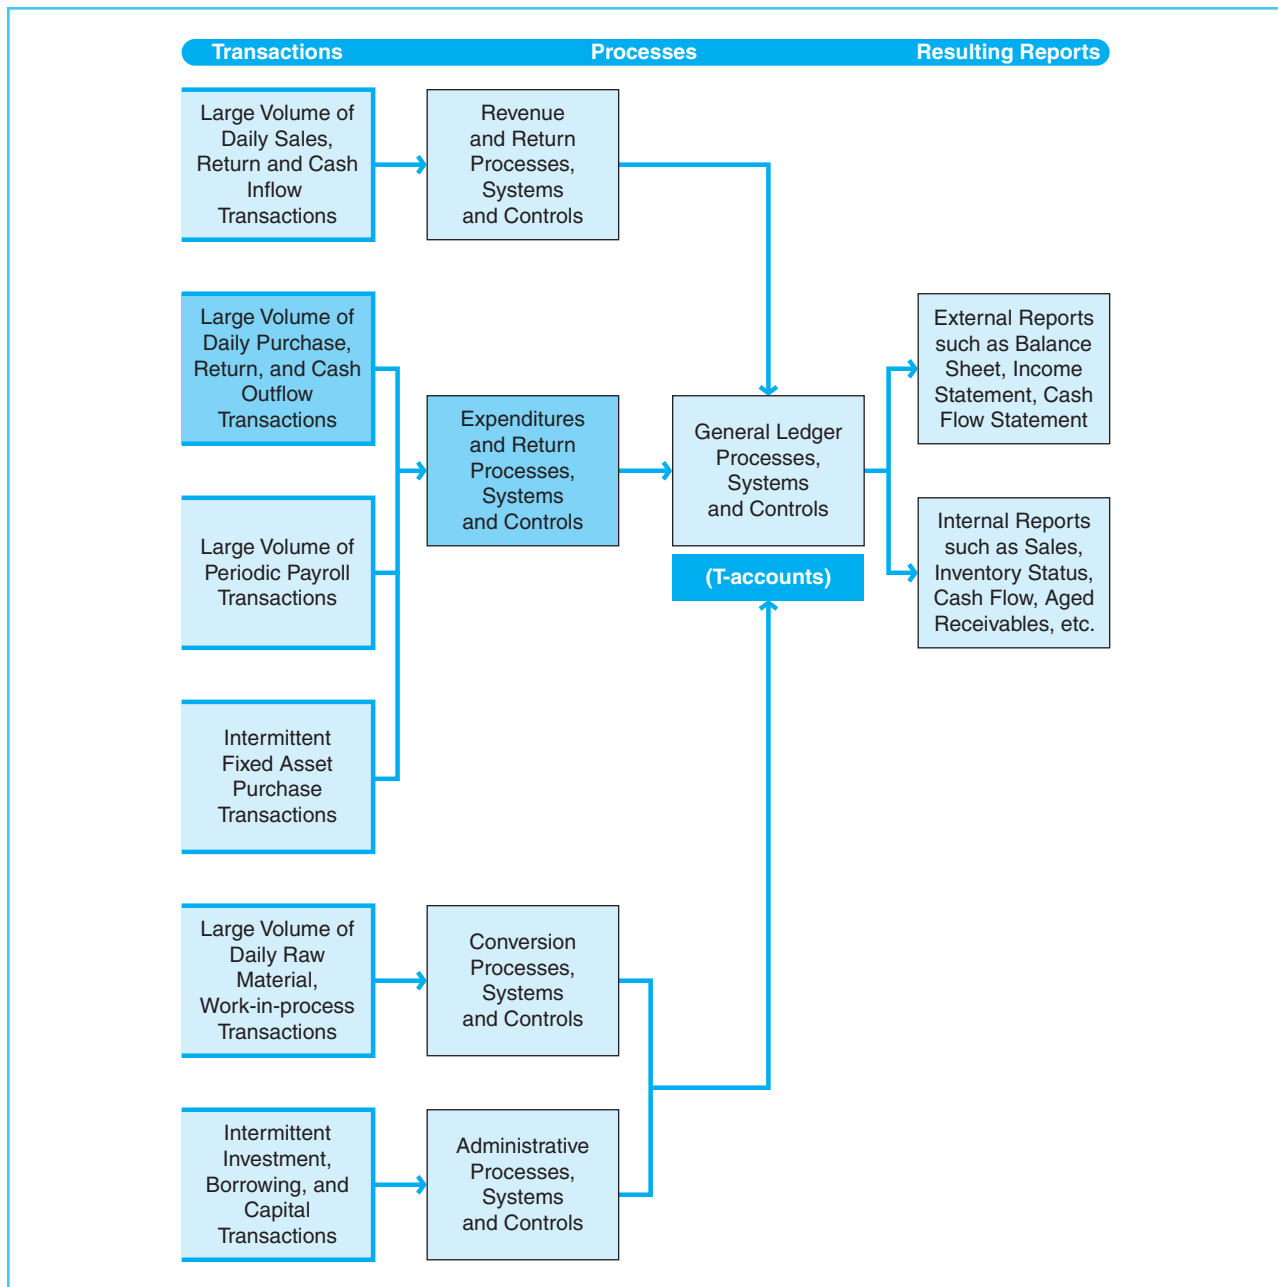 Transactions
Processes
Resulting Reports
Large Volume of
Daily Sales,
Return and Cash
Inflow
Transactions
Revenue
and Return
Processes,
Systems
and Controls
Large Volume of
Daily Purchase,
Return, and Cash
Outflow
Transactions
Large Volume of
Periodic Payroll
Transactions
Intermittent
Fixed Asset
Purchase
Transactions
Expenditures
and Return
Processes,
Systems
and Controls
General Ledger
Processes,
Systems
and Controls
(T-accounts)
External Reports
such as Balance
Sheet, Income
Statement, Cash
Flow Statement
Internal Reports
such as Sales,
Inventory Status,
Cash Flow, Aged
Receivables, etc.
Large Volume of
Daily Raw
Material,
Work-in-process
Transactions
Conversion
Processes,
Systems
and Controls
Intermittent
Investment,
Borrowing, and
Capital
Transactions
Administrative
Processes,
Systems
and Controls